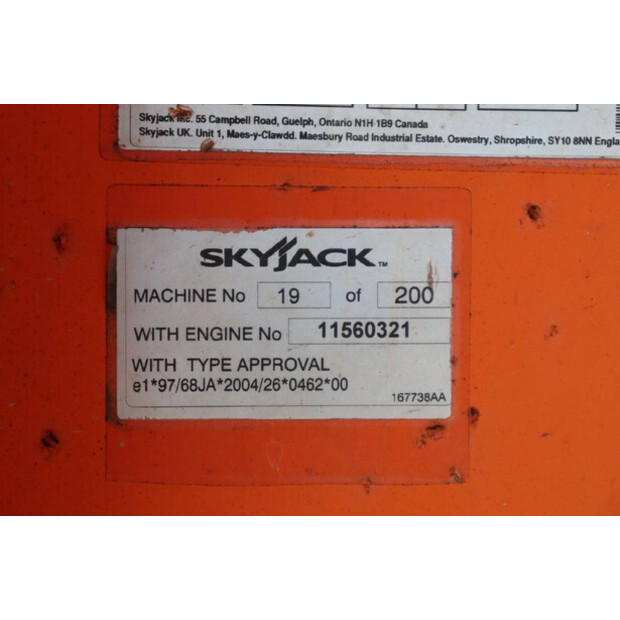 Skyjack Inc. 55 Campbell Road, Guelph, Ontario N1H 1B9 Canada
Skyjack UK. Unit 1, Maes-y-Clawdd. Maesbury Road Industrial Estate. Oswestry, Shropshire, SY10 8NN Engla
SKYJACK™
MACHINE No 19 of 200
WITH ENGINE No 11560321
WITH TYPE APPROVAL
e1*97/68JA*2004/26*0462*00
167738AA